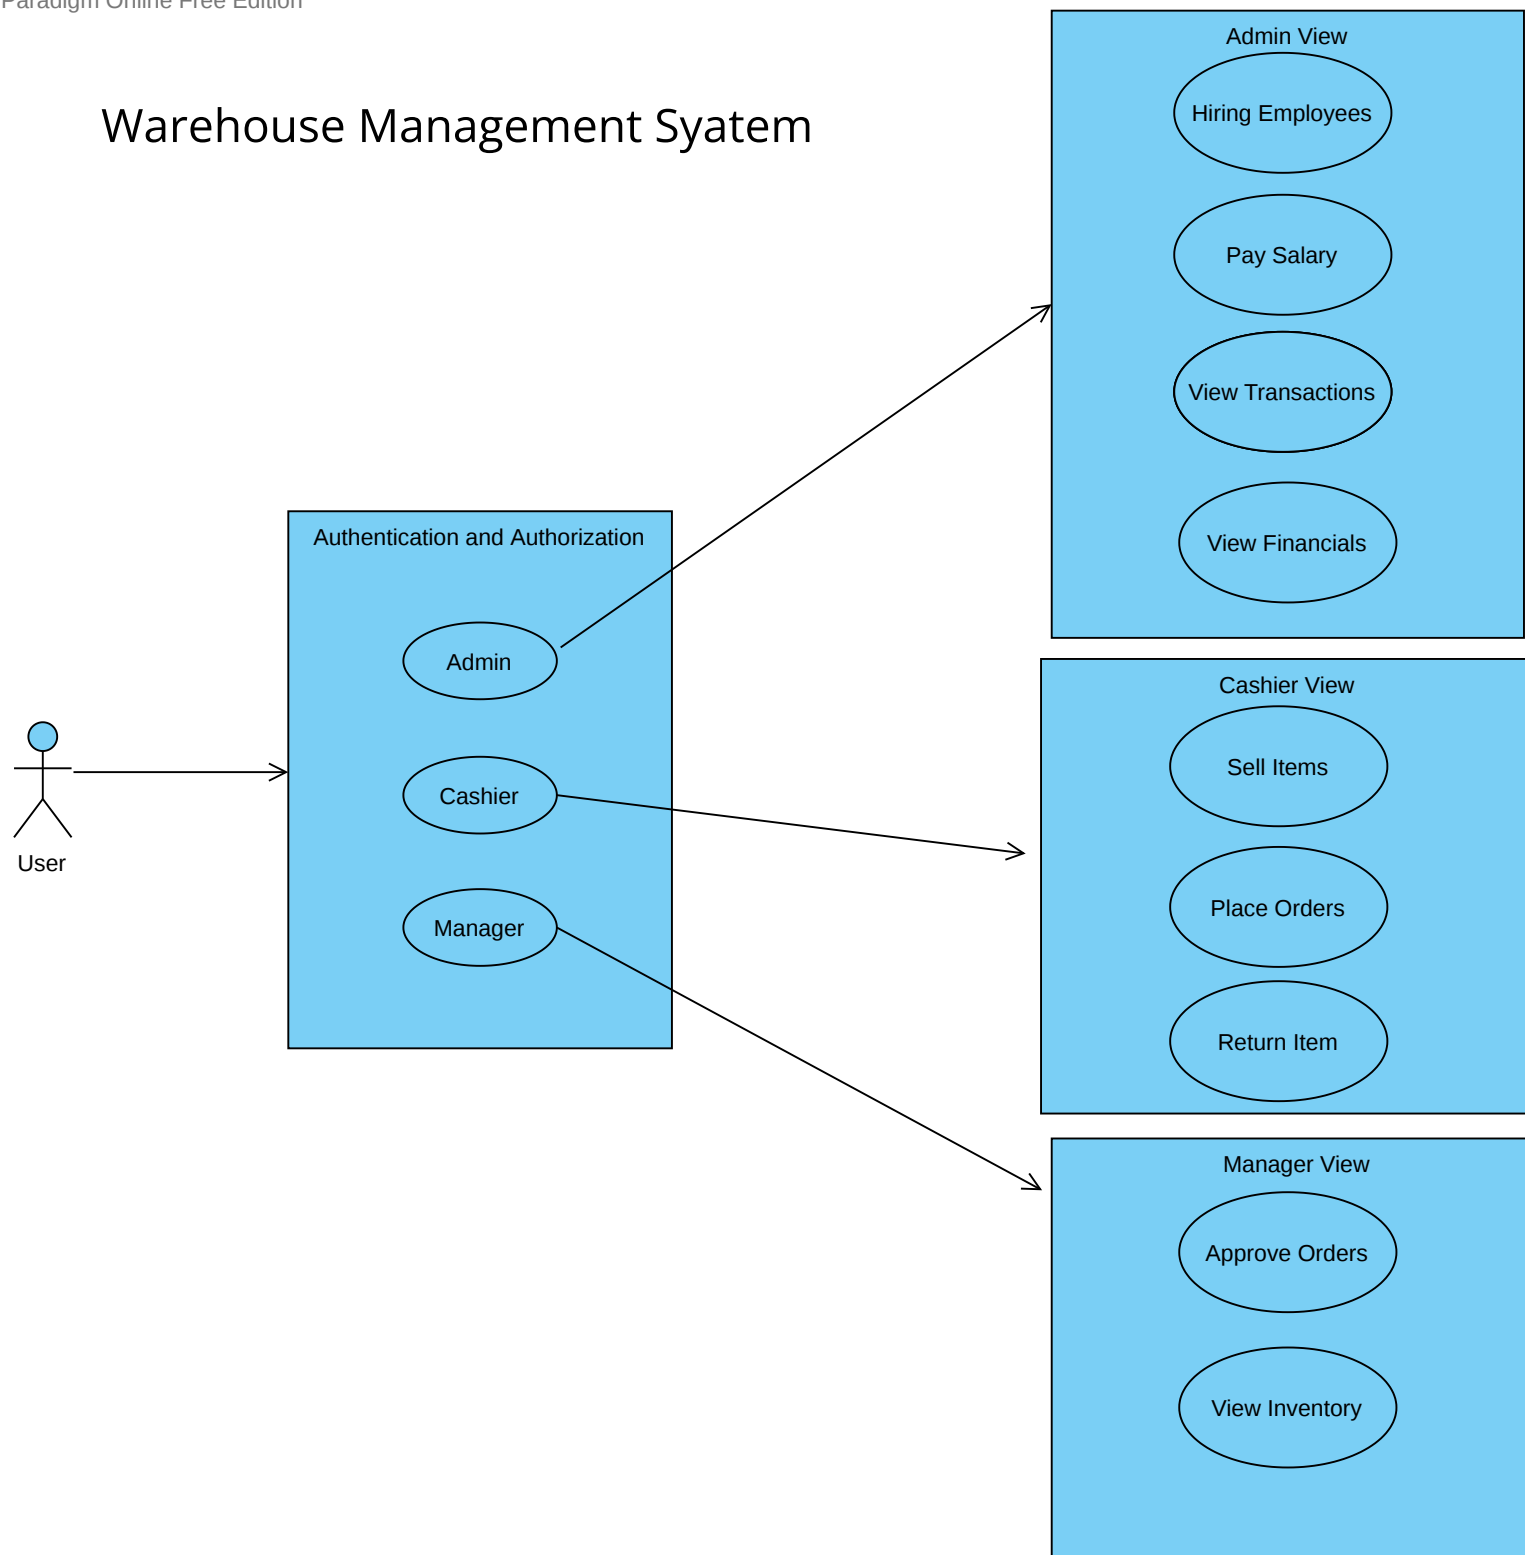 Paradigm Online Free Edition
Warehouse Management Syatem
Admin View
Hiring Employees
Pay Salary
View Transactions
View Financials
Authentication and Authorization
Admin
Cashier
Manager
User
Cashier View
Sell Items
Place Orders
Return Item
Manager View
Approve Orders
View Inventory